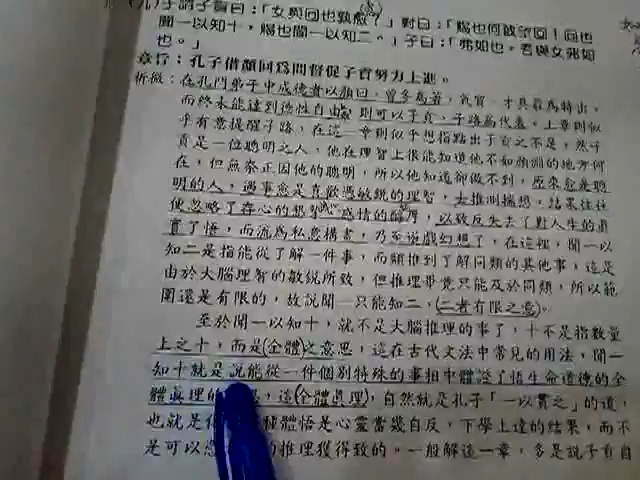 (九)子謂子貢曰:「女與回也孰愈?」對曰:「賜也何敢望回!回也
聞一以知十,賜也聞一以知二。」子曰:「弗如也。吾與女弗如
也。」
章旨:孔子借顏回為問督促子貢努力上進。
析微:在孔門弟子中成德者以顏回、曾參為著,氣質、才具最為特出。
而終未能達到德性自由,則可以子貢、子路為代表。上章則似
乎有意提醒子路,在這一章則似乎想指點出子貢之不足,然子
貢是一位聰明之人,他在理智上很能知道他不如顏淵的地方何
在,但無奈正因他的聰明,所以他知道卻做不到,原來愈是聰
明的人,遇事愈是喜歡憑敏銳的理智,去推測揣想,結果往往
便忽略了存心的 感情的 ,以致反失去了對人生的真
實了悟,而流為私意構畫,乃至遊戲幻想了,在這裡,聞一以
知二是指能從了解一件事,而類推到了解同類的其他事,這是
由於大腦理智的敏銳所致,但推理畢竟只能及於同類,所以範
圍還是有限的,故說聞一只能知二,(二者有限之意)。
至於聞一以知十,就不是大腦推理的事了,十不是指數量
上之十,而是(全體)之意思,這在古代文法中常見的用法,聞一
知十就是說能從一件個別特殊的事相中體證了悟生命道德的全
體真理的 思,這(全體真理),自然就是孔子「一以貫之」的道,
也就是 種體悟是心靈當幾自反,下學上達的結果,而不
是可以 的推理獲得致的。一般解這一章,多是說子貢自